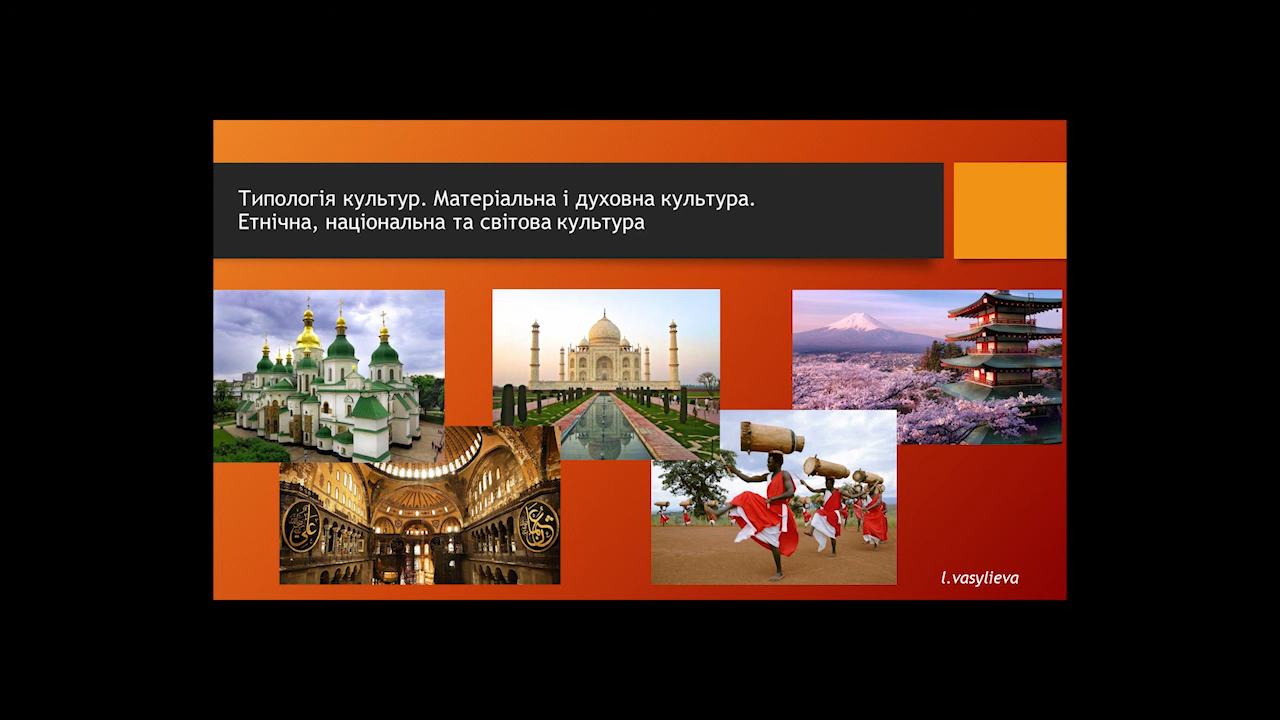 Типологія культур. Матеріальна і духовна культура.
Етнічна, національна та світова культура
l.vasylieva